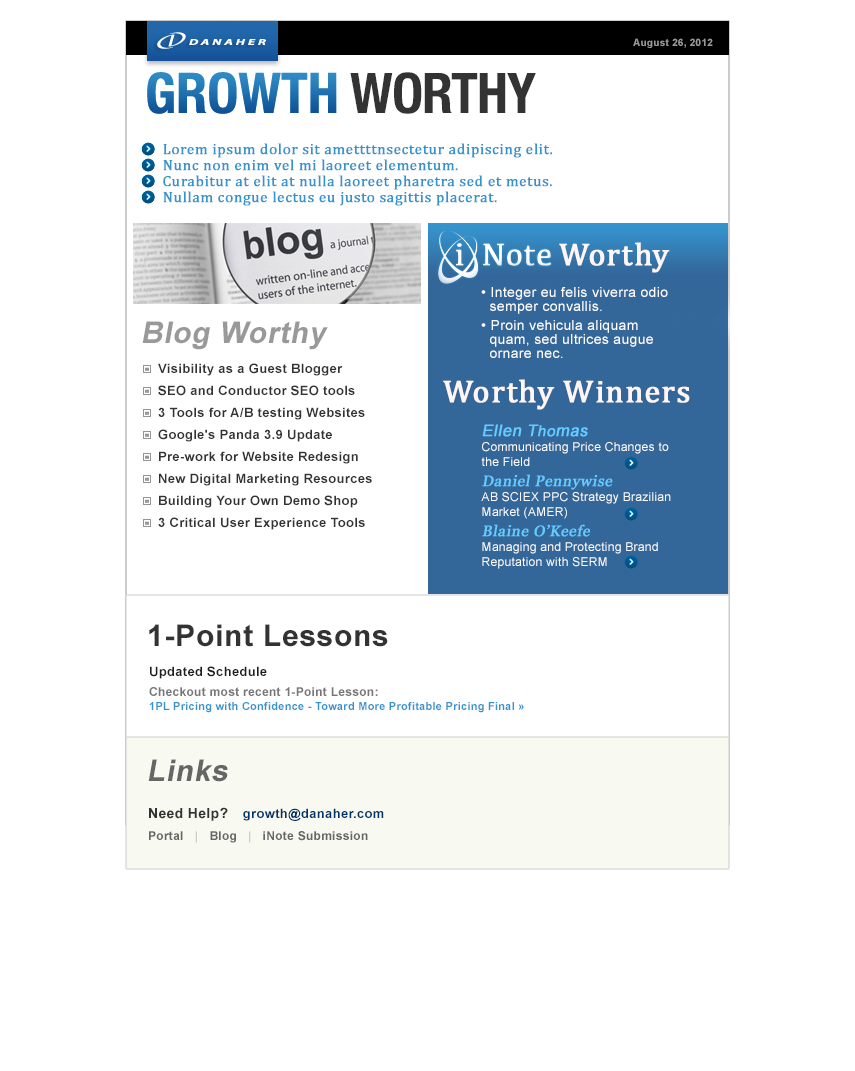 DANAHER
August 26, 2012
GROWTH WORTHY
Lorem ipsum dolor sit amettttnsectetur adipiscing elit.
Nunc non enim vel mi laoreet elementum.
Curabitur at elit at nulla laoreet pharetra sed et metus.
Nullam congue lectus eu justo sagittis placerat.
blog a journal
written on-line and acce
users of the internet.
Blog Worthy
Visibility as a Guest Blogger
SEO and Conductor SEO tools
3 Tools for A/B testing Websites
Google's Panda 3.9 Update
Pre-work for Website Redesign
New Digital Marketing Resources
Building Your Own Demo Shop
3 Critical User Experience Tools
i Note Worthy
• Integer eu felis viverra odio
semper convallis.
• Proin vehicula aliquam
quam, sed ultrices augue
ornare nec.
Worthy Winners
Ellen Thomas
Communicating Price Changes to
the Field
Daniel Pennywise
AB SCIEX PPC Strategy Brazilian
Market (AMER)
Blaine O'Keefe
Managing and Protecting Brand
Reputation with SERM
1-Point Lessons
Updated Schedule
Checkout most recent 1-Point Lesson:
1PL Pricing with Confidence - Toward More Profitable Pricing Final »
Links
Need Help? growth@danaher.com
Portal | Blog | iNote Submission